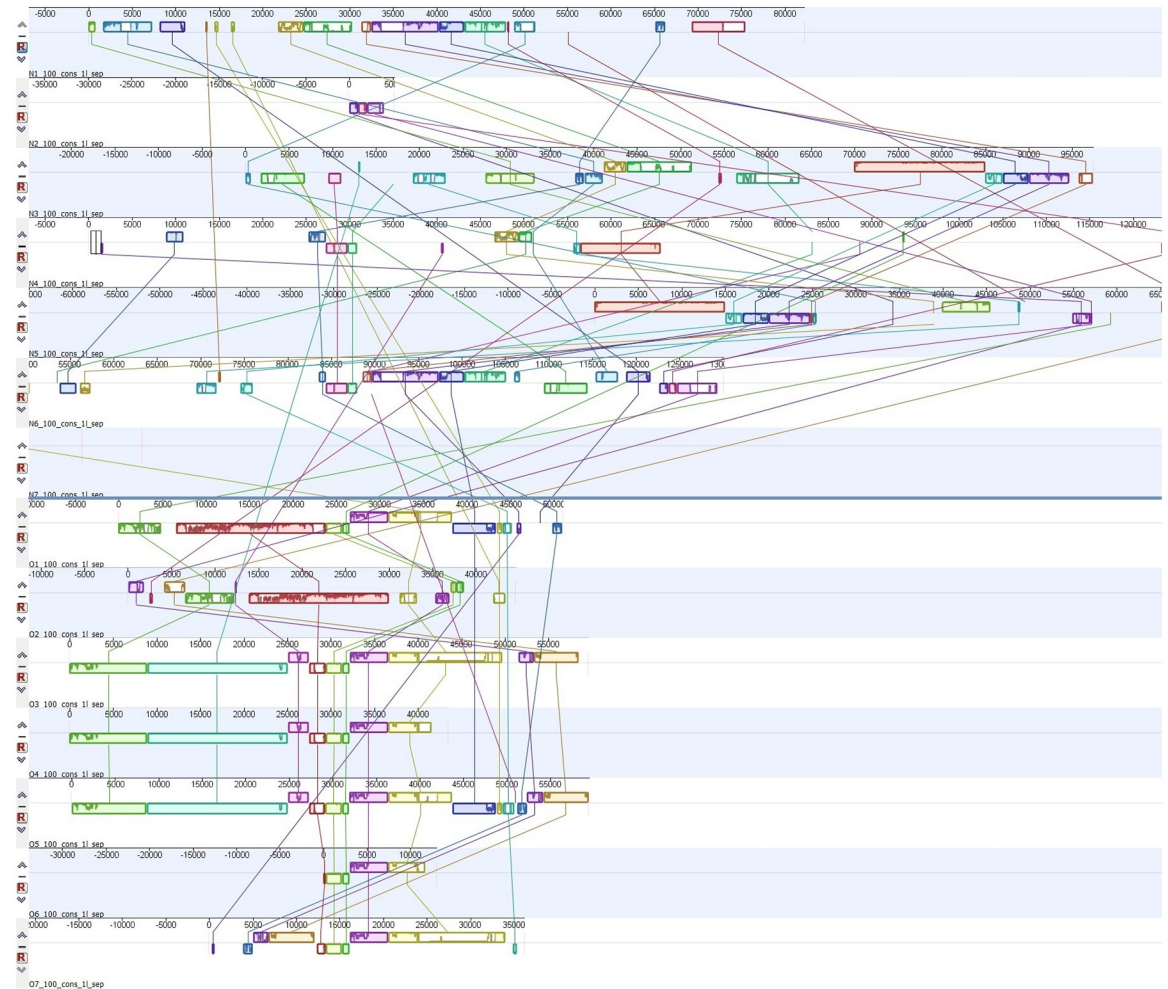 -5000 0 5000 10000 15000 20000 25000 30000 35000 40000 45000 50000 55000 60000 65000 70000 75000 80000
R
N1_100_cons_1l_sep
-35000 -30000 -25000 -20000 -15000 -10000 -5000 0 50
R
N2_100_cons_1l_sep
-20000 -15000 -10000 -5000 0 5000 10000 15000 20000 25000 30000 35000 40000 45000 50000 55000 60000 65000 70000 75000 80000 85000 90000 95000
R
N3_100_cons_1l_sep
-5000 0 5000 10000 15000 20000 25000 30000 35000 40000 45000 50000 55000 60000 65000 70000 75000 80000 85000 90000 95000 100000 105000 110000 115000 120000
R
N4_100_cons_1l_sep
00 -60000 -55000 -50000 -45000 -40000 -35000 -30000 -25000 -20000 -15000 -10000 -5000 0 5000 10000 15000 20000 25000 30000 35000 40000 45000 50000 55000 60000 65
R
N5_100_cons_1l_sep
55000 60000 65000 70000 75000 80000 85000 90000 95000 100000 105000 110000 115000 120000 125000 130
R
N6_100_cons_1l_sep
R
N7_100_cons_1l_sep
000 -5000 0 5000 10000 15000 20000 25000 30000 35000 40000 45000 50000
R
O1_100_cons_1l_sep
-10000 -5000 0 5000 10000 15000 20000 25000 30000 35000 40000
R
O2_100_cons_1l_sep
0 5000 10000 15000 20000 25000 30000 35000 40000 45000 50000 55000
R
O3_100_cons_1l_sep
0 5000 10000 15000 20000 25000 30000 35000 40000
R
O4_100_cons_1l_sep
0 5000 10000 15000 20000 25000 30000 35000 40000 45000 50000 55000
R
O5_100_cons_1l_sep
-30000 -25000 -20000 -15000 -10000 -5000 0 5000 10000
R
O6_100_cons_1l_sep
0000 -15000 -10000 -5000 0 5000 10000 15000 20000 25000 30000 35000
R
O7_100_cons_1l_sep